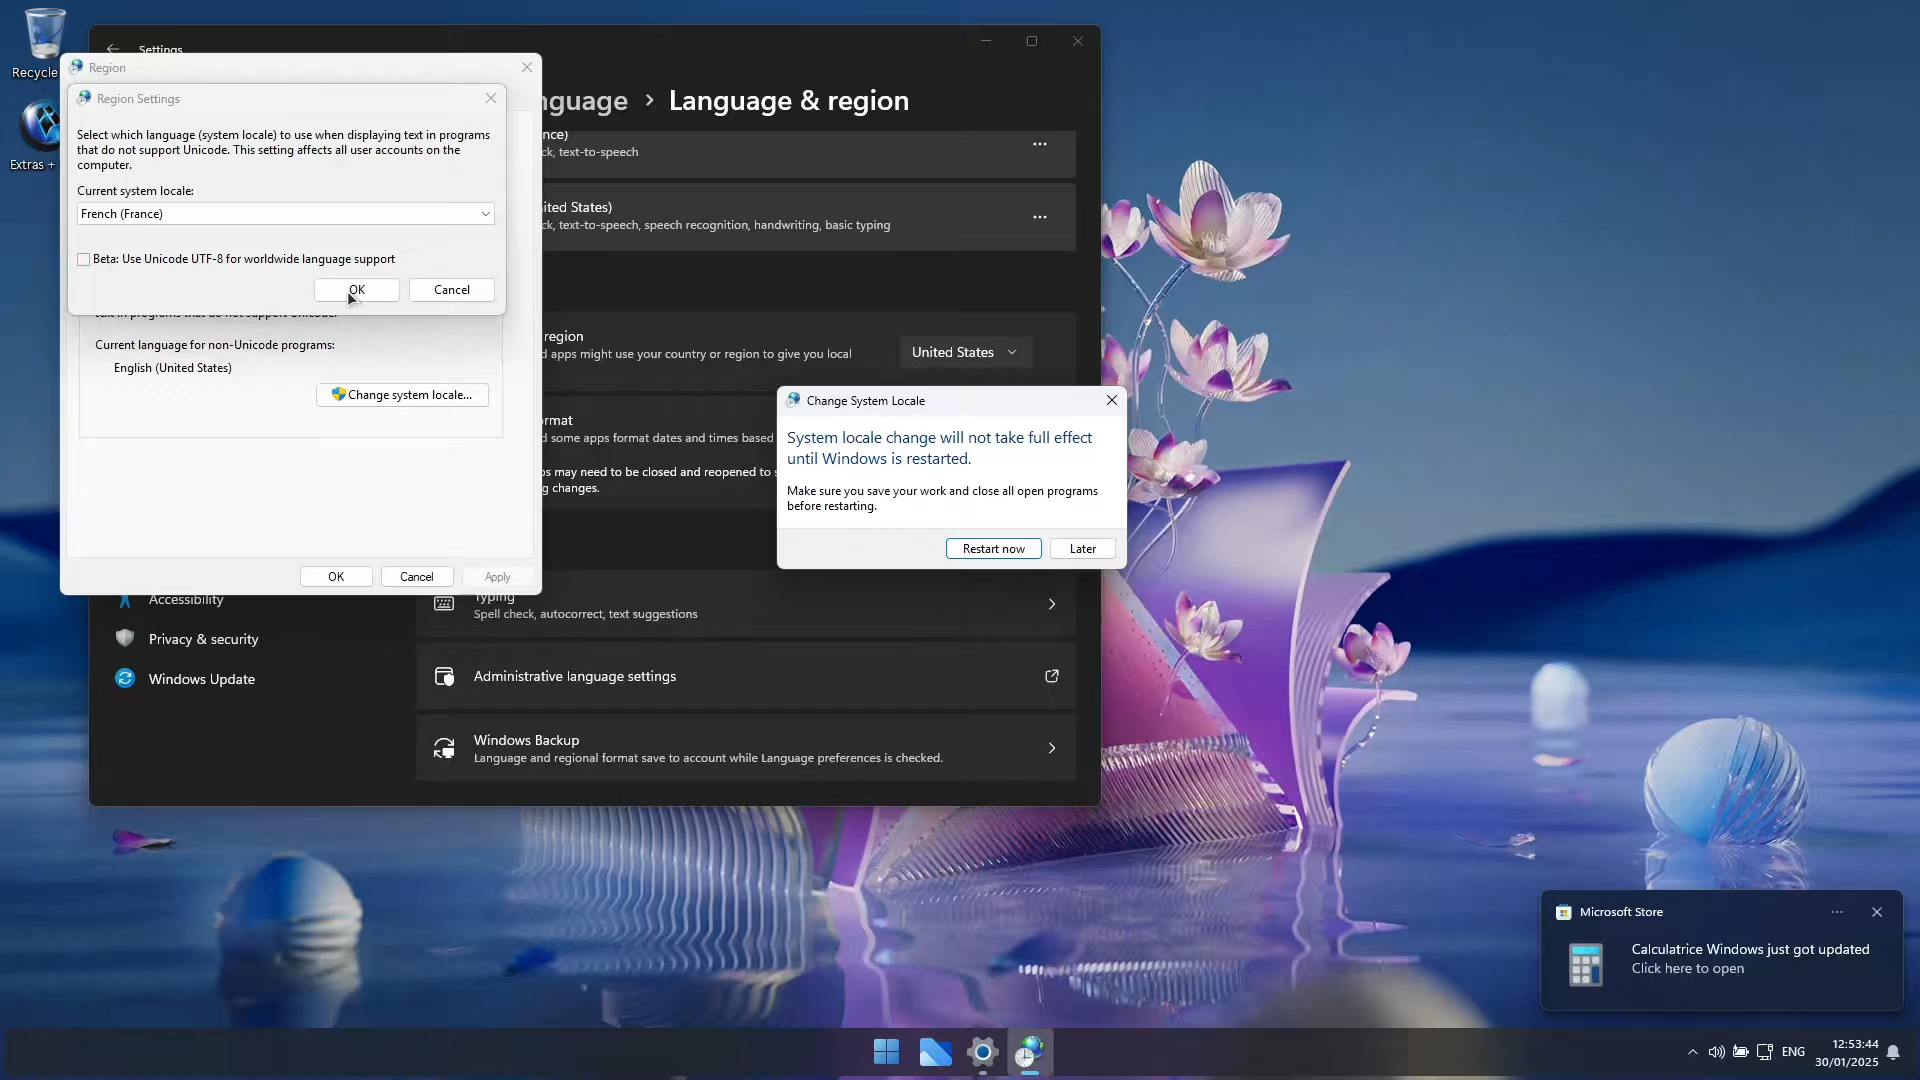 Recycle
Extras +
Settings
Region
Region Settings
Select which language (system locale) to use when displaying text in programs
that do not support Unicode. This setting affects all user accounts on the
computer.
Current system locale:
French (France)
Beta: Use Unicode UTF-8 for worldwide language support
OK
Cancel
Current language for non-Unicode programs:
English (United States)
Change system locale...
OK
Cancel
Apply
nguage › Language & region
nce)
ck, text-to-speech
ited States)
ck, text-to-speech, speech recognition, handwriting, basic typing
region
d apps might use your country or region to give you local
United States
rmat
d some apps format dates and times based
ps may need to be closed and reopened to s
g changes.
Change System Locale
System locale change will not take full effect
until Windows is restarted.
Make sure you save your work and close all open programs
before restarting.
Restart now
Later
Accessibility
Privacy & security
Windows Update
Typing
Spell check, autocorrect, text suggestions
Administrative language settings
Windows Backup
Language and regional format save to account while Language preferences is checked.
Microsoft Store
Calculatrice Windows just got updated
Click here to open
ENG
12:53:44
30/01/2025